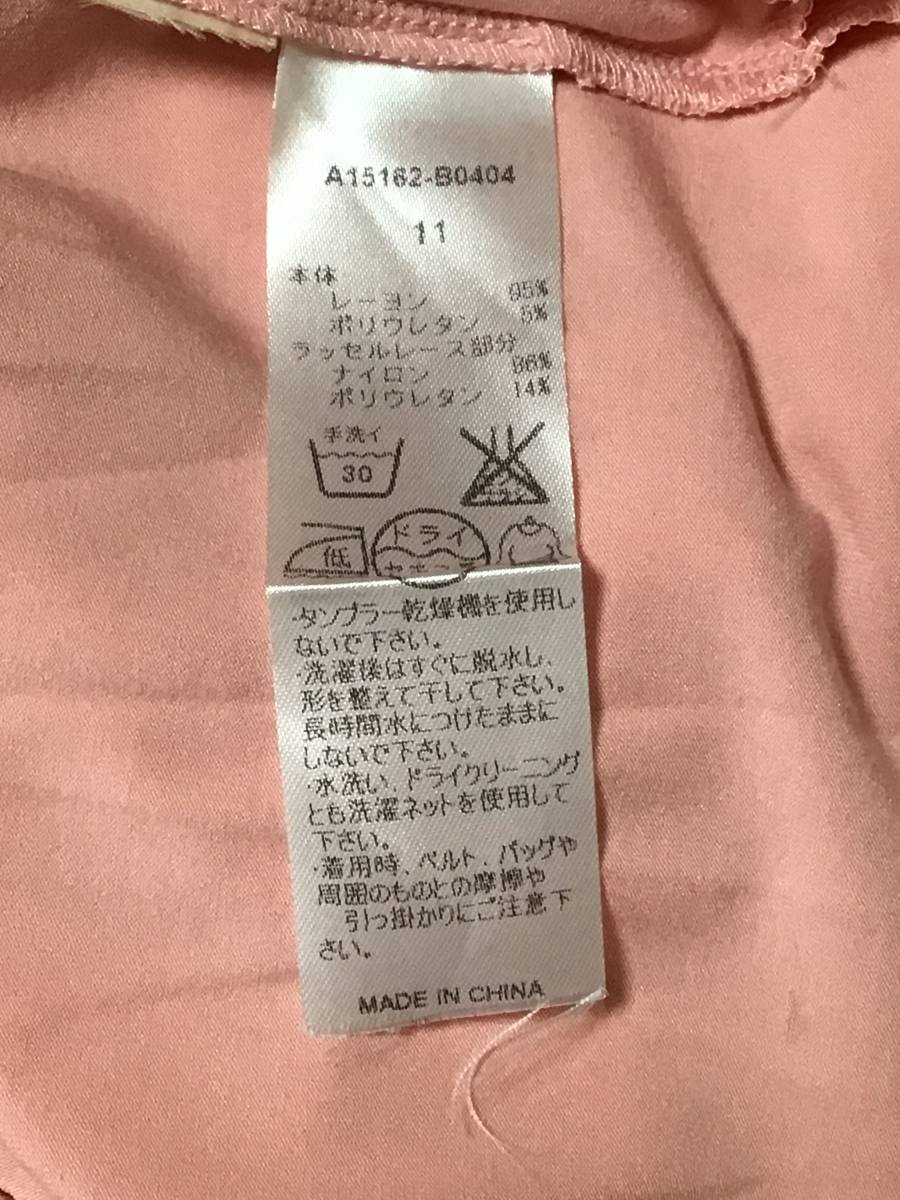 A15162-B0404
11
本体
レーヨン 95%
ポリウレタン 5%
ラッセルレース部分
ナイロン 86%
ポリウレタン 14%
手洗イ
30
低
ドライ
・タンブラー乾燥機を使用し
ないで下さい。
・洗濯後はすぐに脱水し、
形を整えて干して下さい。
長時間水につけたままに
しないで下さい。
・水洗い、ドライクリーニング
とも洗濯ネットを使用して
下さい。
・着用時、ベルト、バッグや
周囲のものとの摩擦や
引っ掛かりにご注意下
さい。
MADE IN CHINA